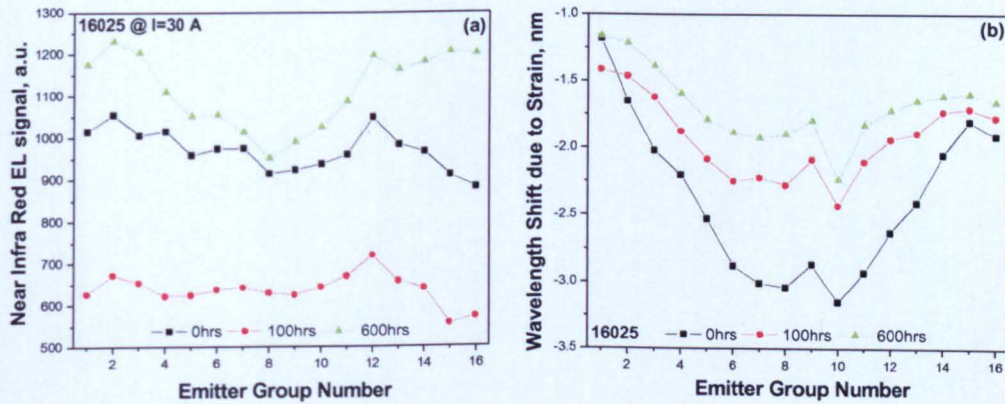 16025 @ I=30 A
(a)
Near Infra Red EL signal, a.u.
1300
1200
1100
1000
900
800
700
600
500
0hrs 100hrs 600hrs
2 4 6 8 10 12 14 16
Emitter Group Number
(b)
Wavelength Shift due to Strain, nm
-1.0
-1.5
-2.0
-2.5
-3.0
-3.5
16025 0hrs 100hrs 600hrs
0 2 4 6 8 10 12 14 16
Emitter Group Number